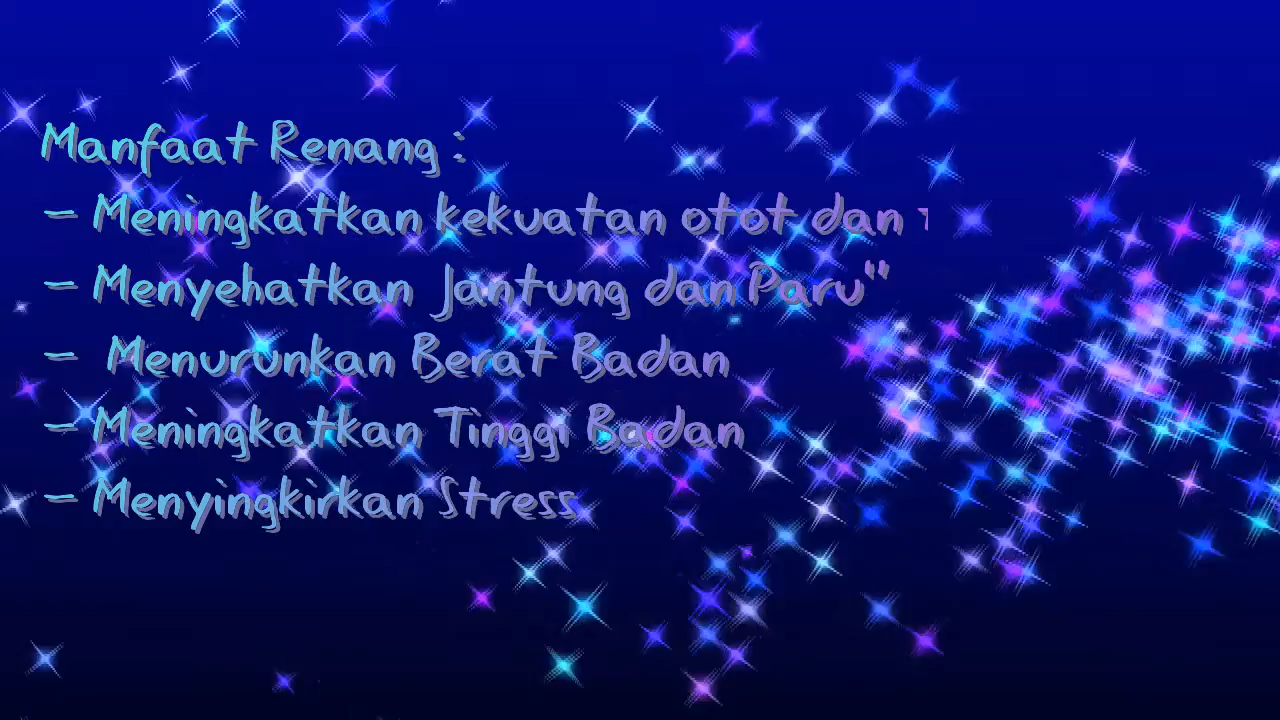 Manfaat Renang :
- Meningkatkan kekuatan otot dan
- Menyehatkan Jantung dan Paru"
- Menurunkan Berat Badan
- Meningkatkan Tinggi Badan
- Menyingkirkan Stress